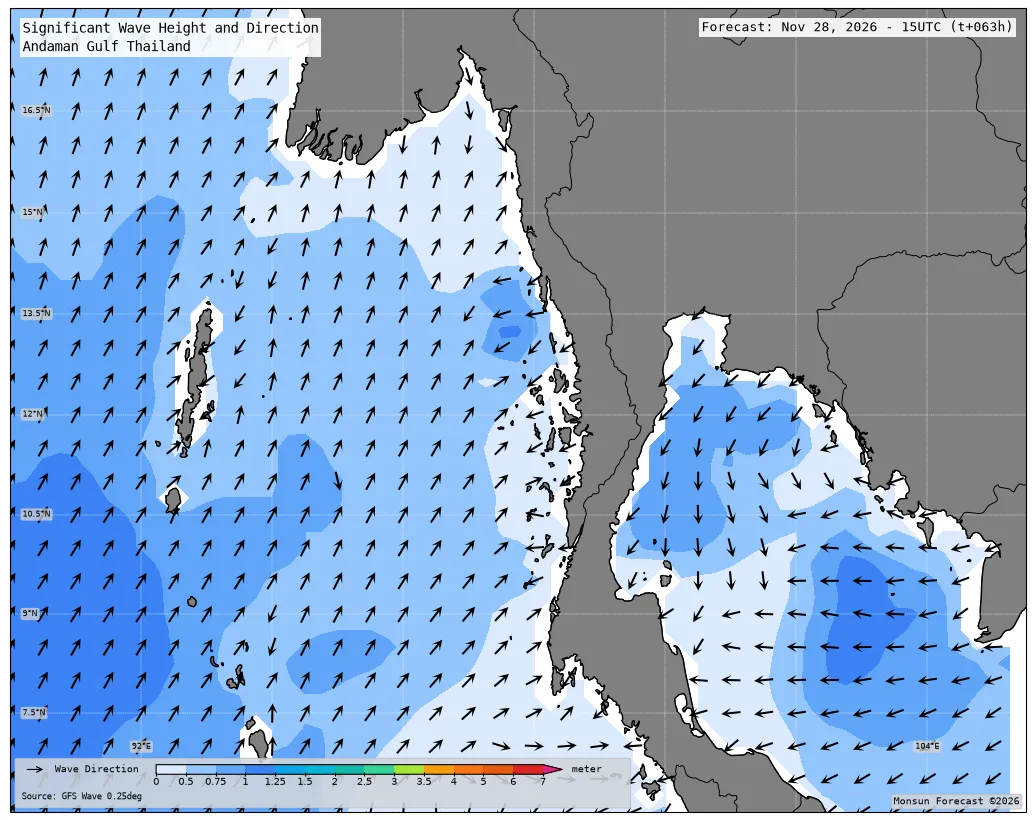 Significant Wave Height and Direction
Andaman Gulf Thailand
Forecast: Nov 28, 2026 - 15UTC (t+063h)
16.5°N
15°N
13.5°N
12°N
10.5°N
9°N
7.5°N
92°E
104°E
Wave Direction
0.5 0.75 1 1.25 1.5 2 2.5 3 3.5 4 5 6 7
meter
Source: GFS Wave 0.25deg
Monsun Forecast ©2026